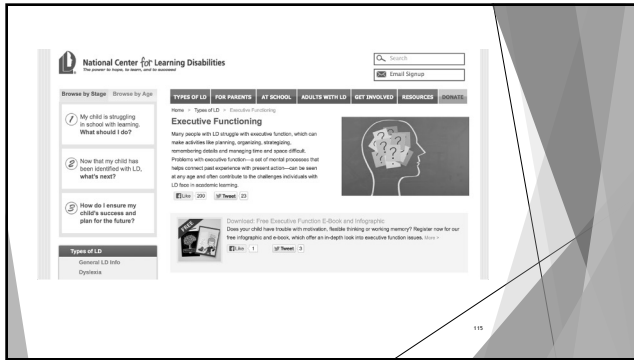 National Center for Learning Disabilities
The power to hope, to learn, and to succeed
Search
Email Signup
Browse by Stage Browse by Age
1 My child is struggling
in school with learning.
What should I do?
2 Now that my child has
been identified with LD,
what's next?
3 How do I ensure my
child's success and
plan for the future?
Types of LD
General LD Info
Dyslexia
TYPES OF LD FOR PARENTS AT SCHOOL ADULTS WITH LD GET INVOLVED RESOURCES DONATE
Home > Types of LD > Executive Functioning
Executive Functioning
Many people with LD struggle with executive function, which can
make activities like planning, organizing, strategizing,
remembering details and managing time and space difficult.
Problems with executive function—a set of mental processes that
helps connect past experience with present action—can be seen
at any age and often contribute to the challenges individuals with
LD face in academic learning.
Like 200 Tweet 23
? ? ? ? ? ?
FREE
Download: Free Executive Function E-Book and Infographic
Does your child have trouble with motivation, flexible thinking or working memory? Register now for our
free infographic and e-book, which offer an in-depth look into executive function issues. More >
Like 1 Tweet 3
115